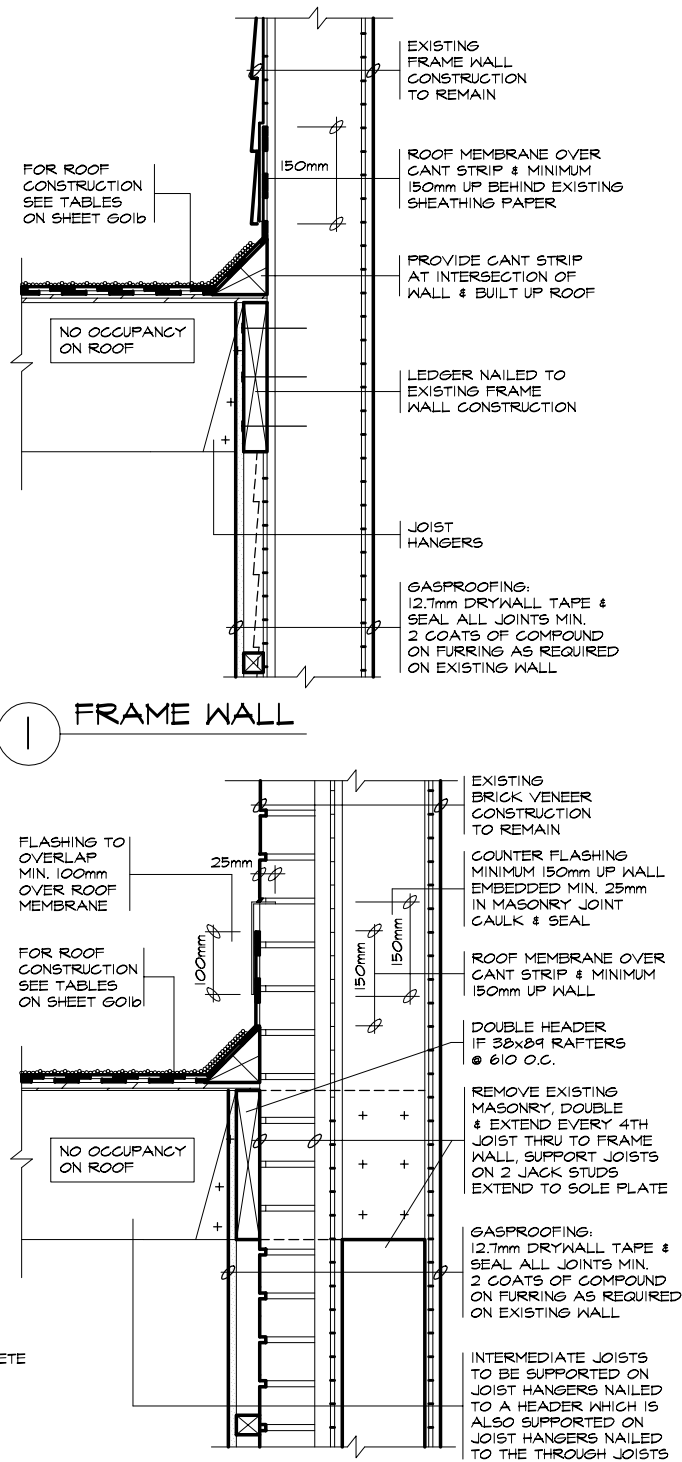 EXISTING
FRAME WALL
CONSTRUCTION
TO REMAIN
150mm
ROOF MEMBRANE OVER
CANT STRIP & MINIMUM
150mm UP BEHIND EXISTING
SHEATHING PAPER
FOR ROOF
CONSTRUCTION
SEE TABLES
ON SHEET G01b
PROVIDE CANT STRIP
AT INTERSECTION OF
WALL & BUILT UP ROOF
NO OCCUPANCY
ON ROOF
LEDGER NAILED TO
EXISTING FRAME
WALL CONSTRUCTION
JOIST
HANGERS
GASPROOFING:
12.7mm DRYWALL TAPE &
SEAL ALL JOINTS MIN.
2 COATS OF COMPOUND
ON FURRING AS REQUIRED
ON EXISTING WALL
1 FRAME WALL
EXISTING
BRICK VENEER
CONSTRUCTION
TO REMAIN
FLASHING TO
OVERLAP
MIN. 100mm
OVER ROOF
MEMBRANE
25mm
COUNTER FLASHING
MINIMUM 150mm UP WALL
EMBEDDED MIN. 25mm
IN MASONRY JOINT
CAULK & SEAL
100mm
150mm
150mm
FOR ROOF
CONSTRUCTION
SEE TABLES
ON SHEET G01b
ROOF MEMBRANE OVER
CANT STRIP & MINIMUM
150mm UP WALL
DOUBLE HEADER
IF 38x89 RAFTERS
@ 610 O.C.
REMOVE EXISTING
MASONRY, DOUBLE
& EXTEND EVERY 4TH
JOIST THRU TO FRAME
WALL, SUPPORT JOISTS
ON 2 JACK STUDS
EXTEND TO SOLE PLATE
NO OCCUPANCY
ON ROOF
GASPROOFING:
12.7mm DRYWALL TAPE &
SEAL ALL JOINTS MIN.
2 COATS OF COMPOUND
ON FURRING AS REQUIRED
ON EXISTING WALL
ETE
INTERMEDIATE JOISTS
TO BE SUPPORTED ON
JOIST HANGERS NAILED
TO A HEADER WHICH IS
ALSO SUPPORTED ON
JOIST HANGERS NAILED
TO THE THROUGH JOISTS